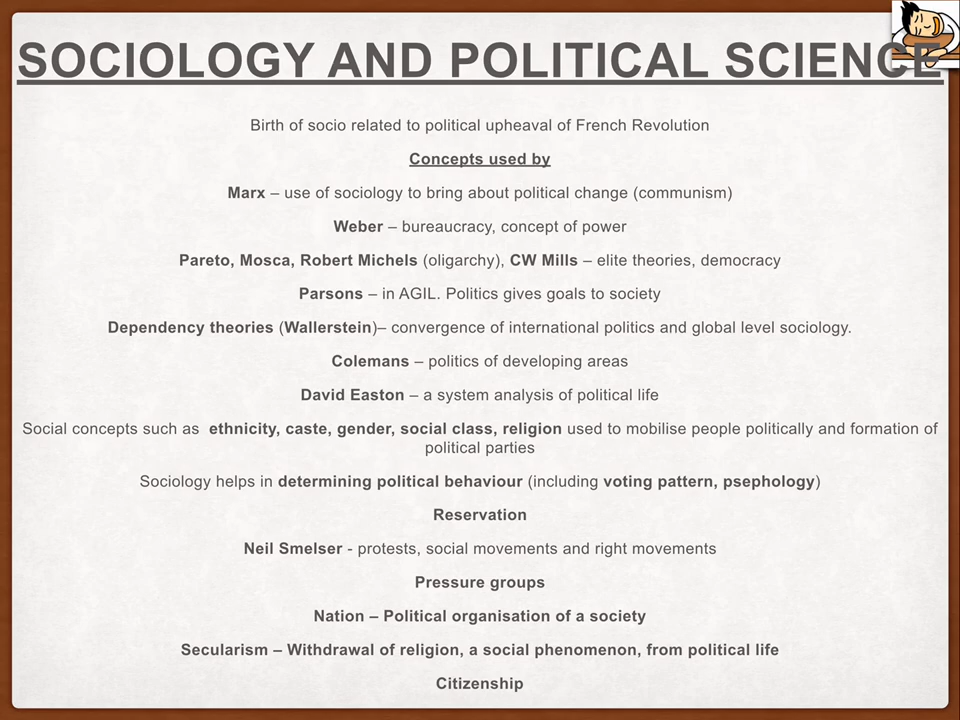 SOCIOLOGY AND POLITICAL SCIENCE
Birth of socio related to political upheaval of French Revolution
Concepts used by
Marx – use of sociology to bring about political change (communism)
Weber – bureaucracy, concept of power
Pareto, Mosca, Robert Michels (oligarchy), CW Mills – elite theories, democracy
Parsons – in AGIL. Politics gives goals to society
Dependency theories (Wallerstein)– convergence of international politics and global level sociology.
Colemans – politics of developing areas
David Easton – a system analysis of political life
Social concepts such as  ethnicity, caste, gender, social class, religion used to mobilise people politically and formation of
political parties
Sociology helps in determining political behaviour (including voting pattern, psephology)
Reservation
Neil Smelser - protests, social movements and right movements
Pressure groups
Nation – Political organisation of a society
Secularism – Withdrawal of religion, a social phenomenon, from political life
Citizenship